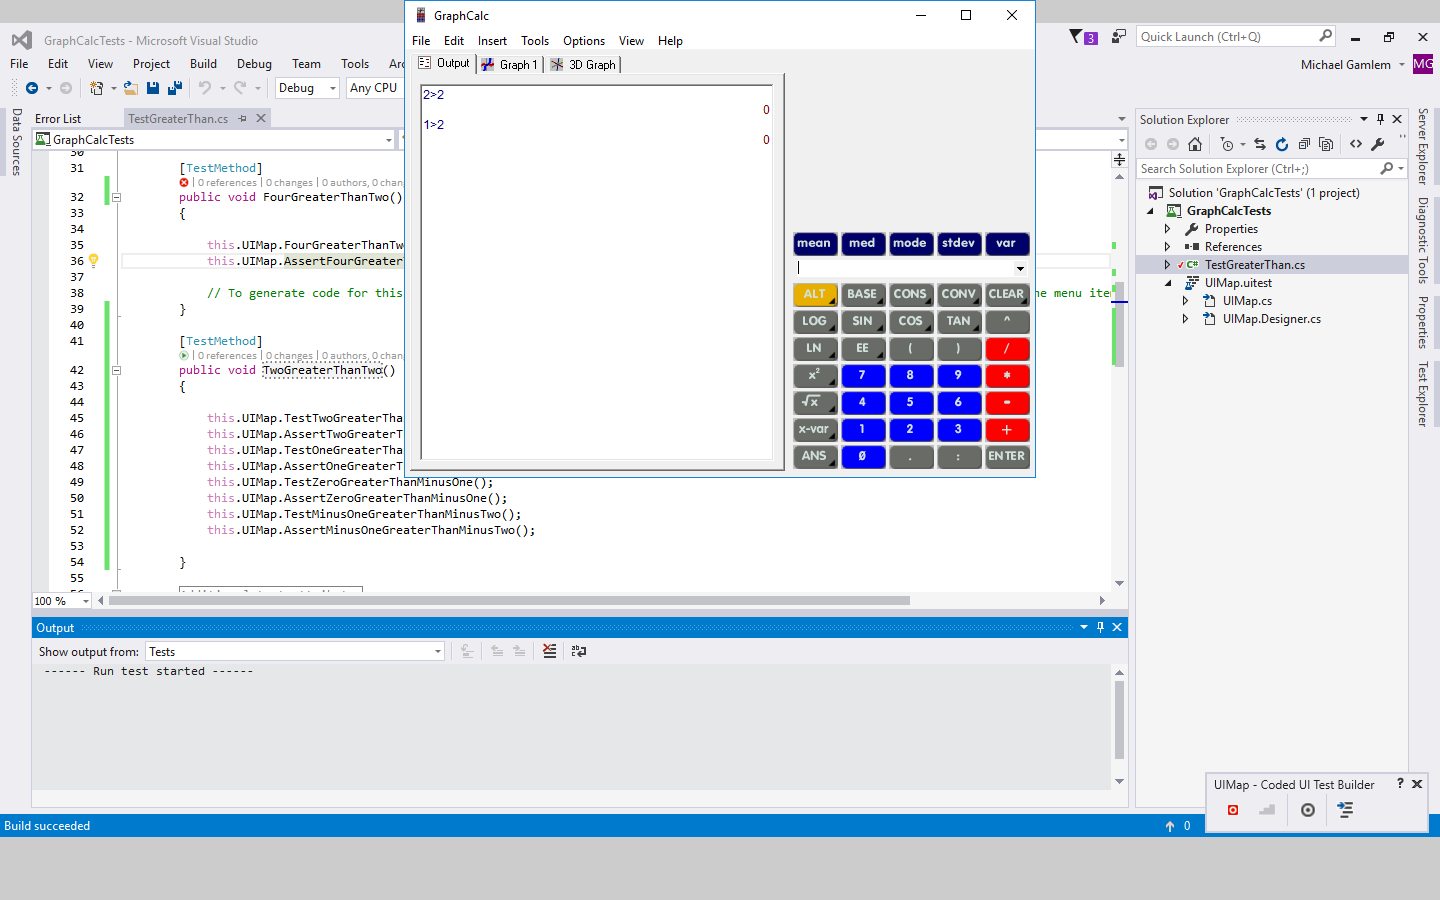 GraphCalc
File Edit Insert Tools Options View Help
Output Graph 1 3D Graph
2>2
0
1>2
0
mean med mode stdev var
ALT BASE CONS CONV CLEAR
LOG SIN COS TAN ^
LN EE ( ) /
x² 7 8 9 *
√x 4 5 6 -
x-var 1 2 3 +
ANS 0 . : ENTER
GraphCalcTests - Microsoft Visual Studio
3
Quick Launch (Ctrl+Q)
File Edit View Project Build Debug Team Tools
Michael Gamlem MG
Debug Any CPU
Data Sources
Error List TestGreaterThan.cs
GraphCalcTests
30
31 [TestMethod]
0 references | 0 changes | 0 authors, 0 chan
32 public void FourGreaterThanTwo()
33 {
34
35 this.UIMap.FourGreaterThanTwo
36 this.UIMap.AssertFourGreater
37
38 // To generate code for this he menu item
39 }
40
41 [TestMethod]
0 references | 0 changes | 0 authors, 0 chan
42 public void TwoGreaterThanTwo()
43 {
44
45 this.UIMap.TestTwoGreaterTha
46 this.UIMap.AssertTwoGreaterT
47 this.UIMap.TestOneGreaterTha
48 this.UIMap.AssertOneGreaterT
49 this.UIMap.TestZeroGreaterThanMinusOne();
50 this.UIMap.AssertZeroGreaterThanMinusOne();
51 this.UIMap.TestMinusOneGreaterThanMinusTwo();
52 this.UIMap.AssertMinusOneGreaterThanMinusTwo();
53
54 }
55
100 %
Output
Show output from: Tests
------ Run test started ------
Solution Explorer
Search Solution Explorer (Ctrl+;)
Solution 'GraphCalcTests' (1 project)
GraphCalcTests
Properties
References
C# TestGreaterThan.cs
UIMap.uitest
UIMap.cs
UIMap.Designer.cs
Server Explorer
Diagnostic Tools
Properties
Test Explorer
UIMap - Coded UI Test Builder ?
Build succeeded
0